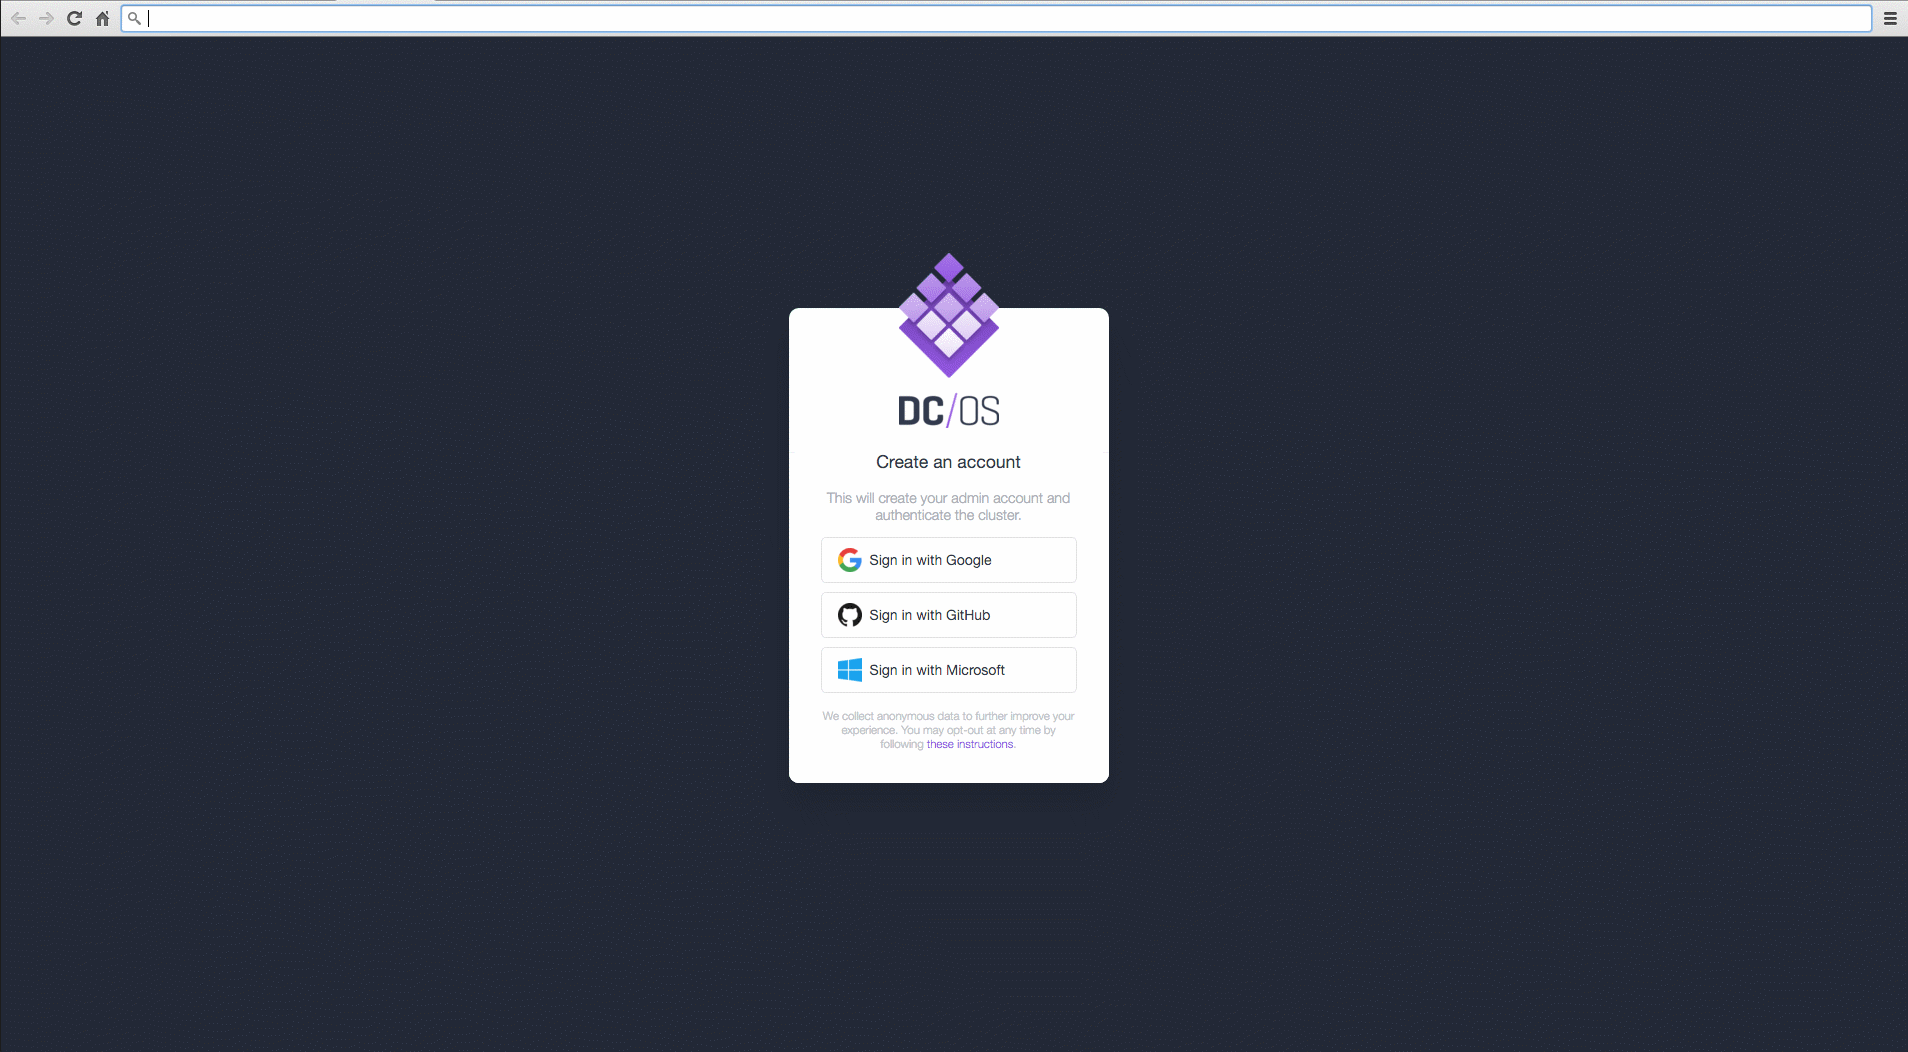 DC/OS
Create an account
This will create your admin account and
authenticate the cluster.
Sign in with Google
Sign in with GitHub
Sign in with Microsoft
We collect anonymous data to further improve your
experience. You may opt-out at any time by
following these instructions.